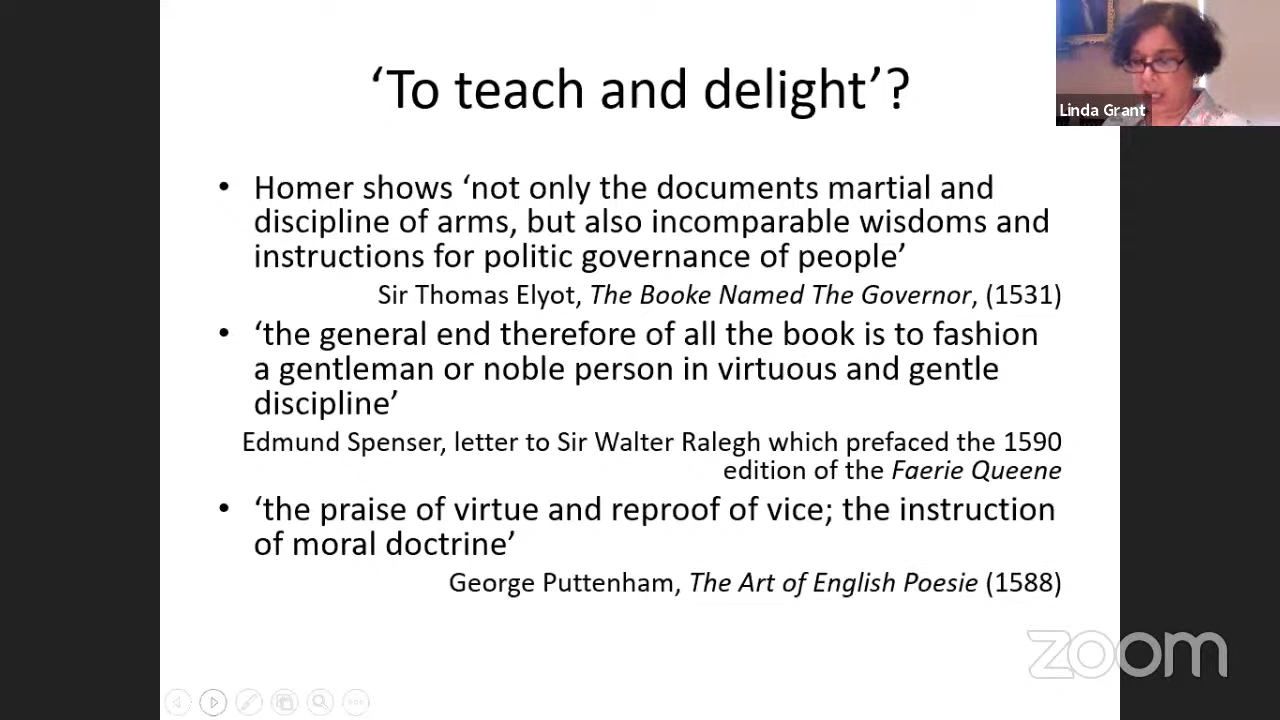 ‘To teach and delight’?
Linda Grant
• Homer shows ‘not only the documents martial and
discipline of arms, but also incomparable wisdoms and
instructions for politic governance of people’
Sir Thomas Elyot, The Booke Named The Governor, (1531)
• ‘the general end therefore of all the book is to fashion
a gentleman or noble person in virtuous and gentle
discipline’
Edmund Spenser, letter to Sir Walter Ralegh which prefaced the 1590
edition of the Faerie Queene
• ‘the praise of virtue and reproof of vice; the instruction
of moral doctrine’
George Puttenham, The Art of English Poesie (1588)
zoom